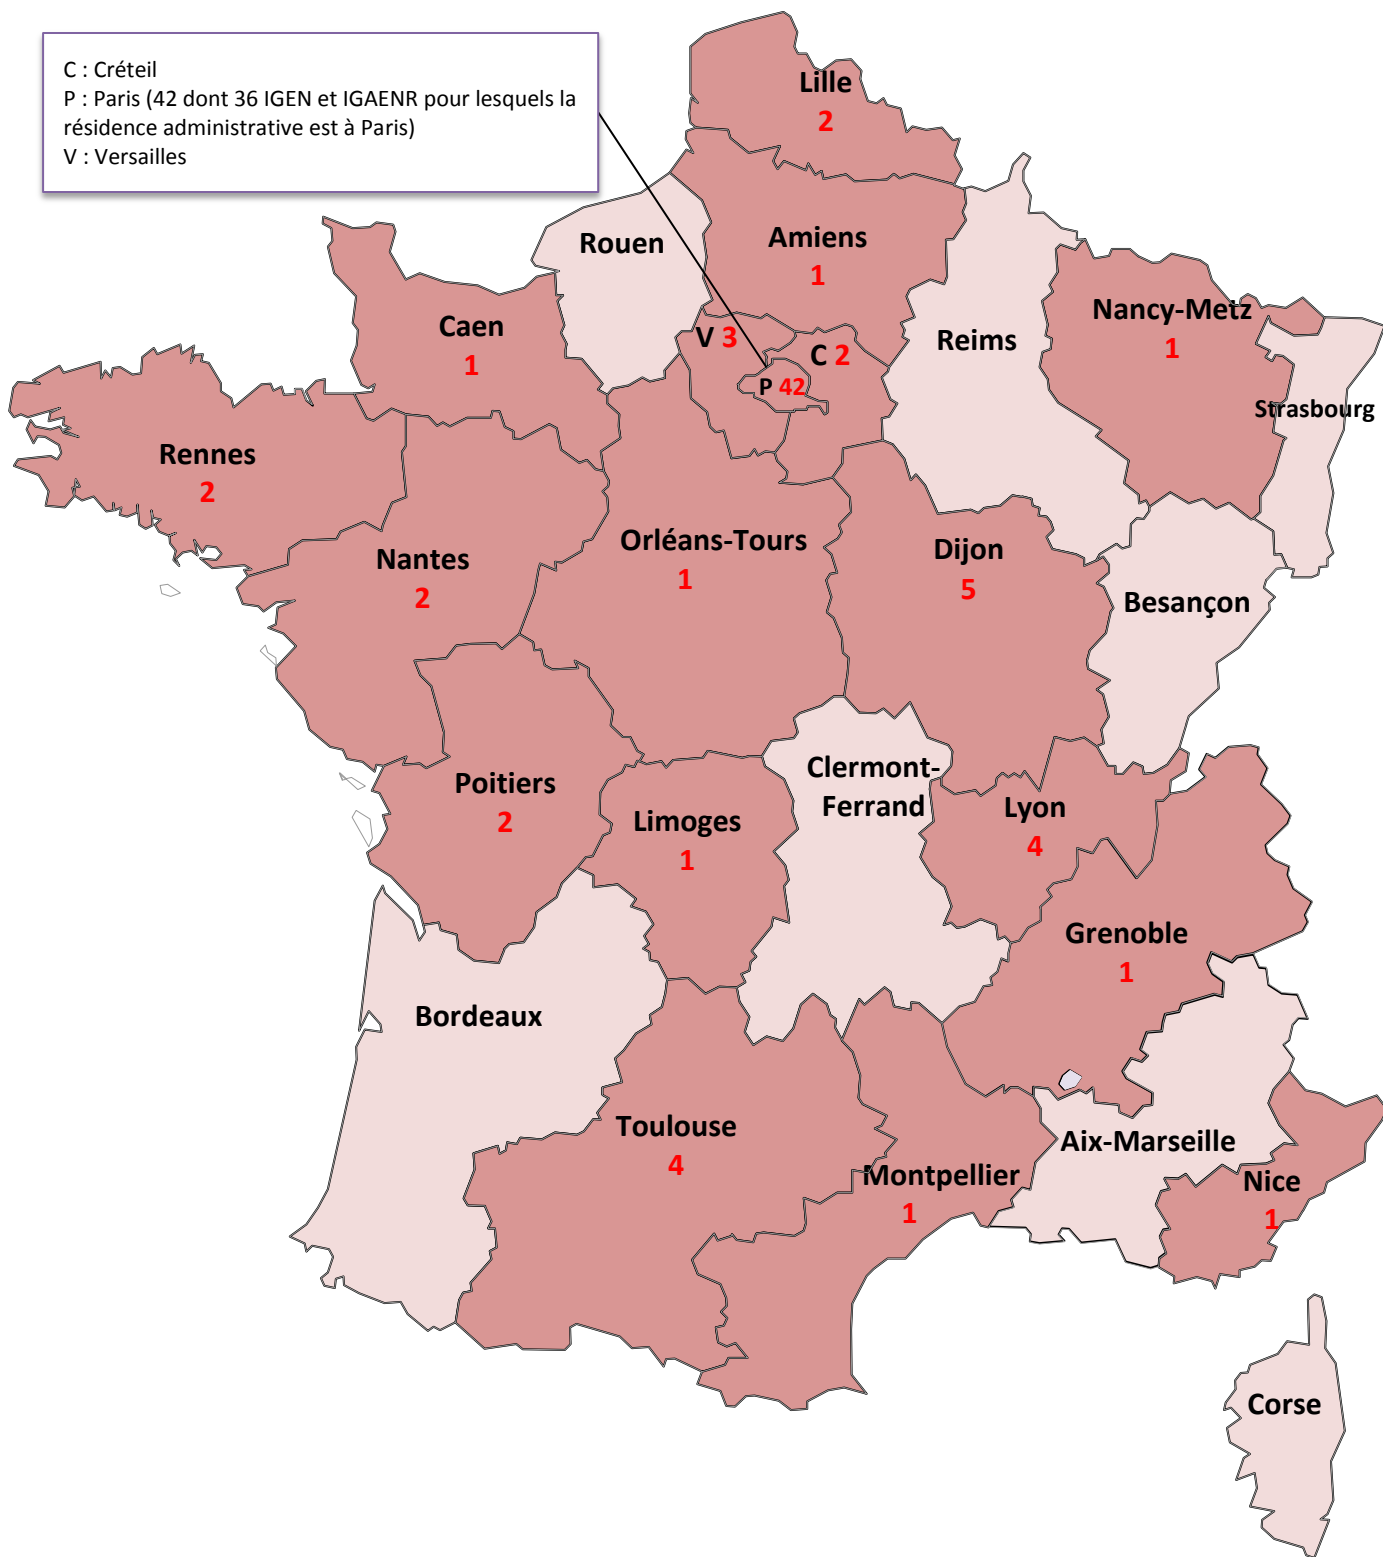 C : Créteil
P : Paris (42 dont 36 IGEN et IGAENR pour lesquels la
résidence administrative est à Paris)
V : Versailles
Lille
2
Rouen
Amiens
1
Caen
1
V 3
C 2
P 42
Reims
Nancy-Metz
1
Strasbourg
Rennes
2
Nantes
2
Orléans-Tours
1
Dijon
5
Besançon
Poitiers
2
Limoges
1
Clermont-
Ferrand
Lyon
4
Grenoble
1
Bordeaux
Toulouse
4
Montpellier
1
Aix-Marseille
Nice
1
Corse